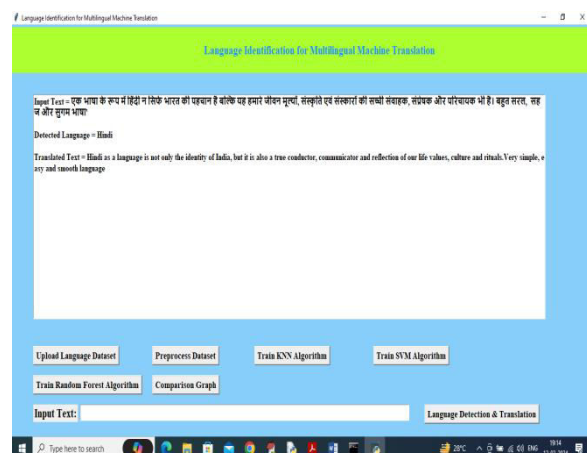 Language Identification for Multilingual Machine Translation
Language Identification for Multilingual Machine Translation
Input Text = एक भाषा के रूप में हिंदी न सिर्फ भारत की पहचान है बल्कि यह हमारे जीवन मूल्यों, संस्कृति एवं संस्कारों की सच्ची संवाहक, संप्रेषक और परिचायक भी है। बहुत सरल, सह
ज और सुगम भाषा'
Detected Language = Hindi
Translated Text = Hindi as a language is not only the identity of India, but it is also a true conductor, communicator and reflection of our life values, culture and rituals.Very simple, e
asy and smooth language
Upload Language Dataset Preprocess Dataset Train KNN Algorithm Train SVM Algorithm
Train Random Forest Algorithm Comparison Graph
Input Text: Language Detection & Translation
Type here to search 28°C ENG 19:14